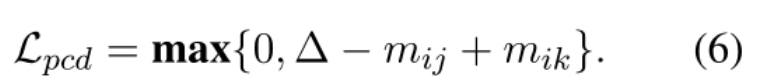 ℒ_{pcd} = max{0, Δ − m_{ij} + m_{ik}}. (6)